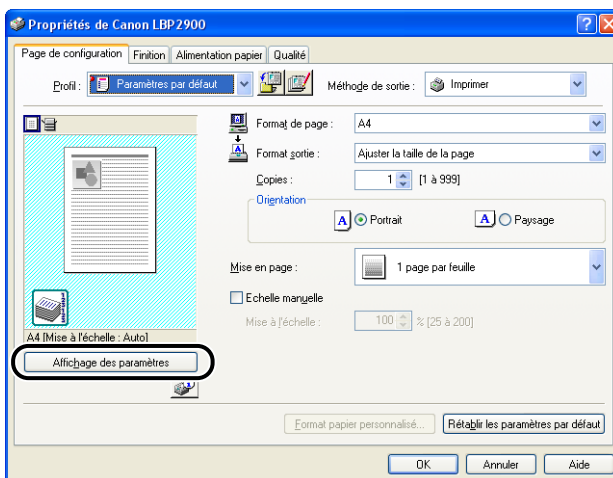 Propriétés de Canon LBP2900
Page de configuration Finition Alimentation papier Qualité
Profil : Paramètres par défaut Méthode de sortie : Imprimer
Format de page : A4
Format sortie : Ajuster la taille de la page
Copies : 1 [1 à 999]
Orientation
A Portrait A Paysage
Mise en page : 1 page par feuille
Echelle manuelle
Mise à l'échelle : 100 % [25 à 200]
A4 [Mise à l'échelle : Auto]
Affichage des paramètres
Format papier personnalisé... Rétablir les paramètres par défaut
OK Annuler Aide